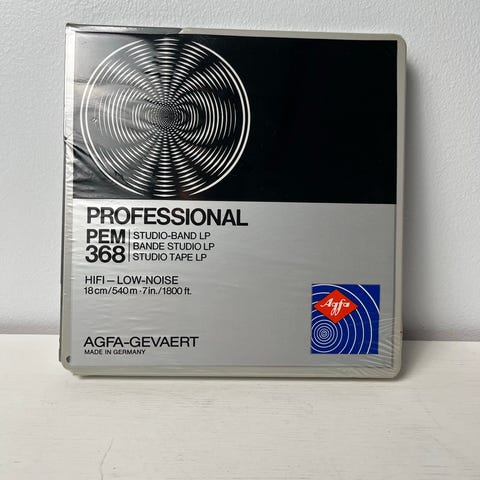 PROFESSIONAL
PEM
368
STUDIO-BAND LP
BANDE STUDIO LP
STUDIO TAPE LP
HIFI – LOW-NOISE
18 cm/540 m · 7 in./1800 ft.
AGFA-GEVAERT
MADE IN GERMANY
Agfa